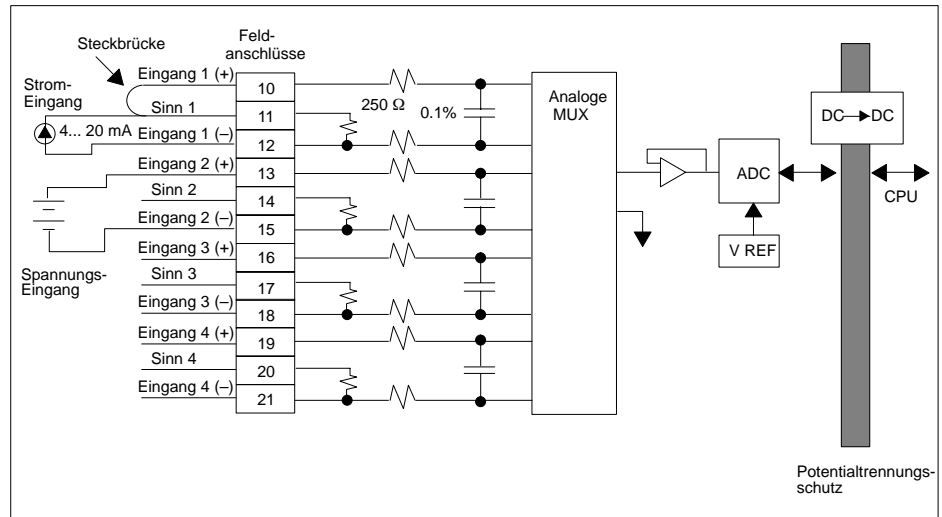 Steckbrücke
Feld-
anschlüsse
Strom-
Eingang
4... 20 mA
Eingang 1 (+) 10
Sinn 1 11
Eingang 1 (–) 12
Eingang 2 (+) 13
Sinn 2 14
Eingang 2 (–) 15
Eingang 3 (+) 16
Sinn 3 17
Eingang 3 (–) 18
Eingang 4 (+) 19
Sinn 4 20
Eingang 4 (–) 21
Spannungs-
Eingang
250 Ω
0.1%
Analoge
MUX
ADC
V REF
DC DC
CPU
Potentialtrennungs-
schutz